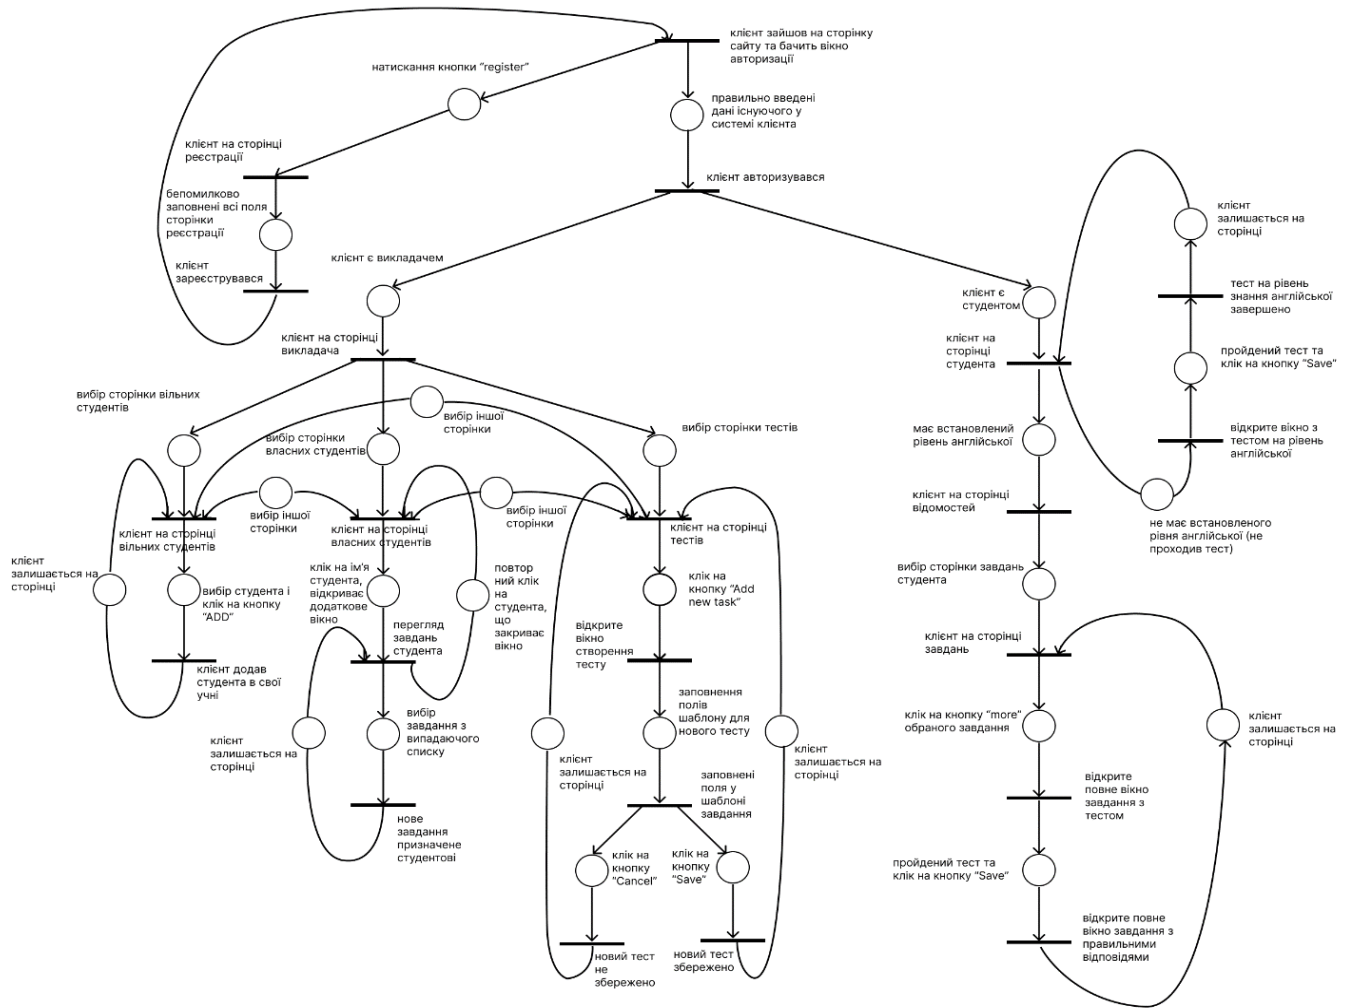 клієнт зайшов на сторінку
сайту та бачить вікно
авторизації
натискання кнопки “register”
правильно введені
дані існуючого у
системі клієнта
клієнт на сторінці
реєстрації
клієнт авторизувався
бепомилково
заповнені всі поля
сторінки
реєстрації
клієнт
зареєструвався
клієнт є викладачем
клієнт є
студентом
клієнт
залишається на
сторінці
тест на рівень
знання англійської
завершено
клієнт на сторінці
викладача
клієнт на
сторінці
студента
пройдений тест та
клік на кнопку “Save”
вибір сторінки вільних
студентів
вибір іншої
сторінки
вибір сторінки
власних студентів
вибір сторінки тестів
має встановлений
рівень англійської
відкрите вікно з
тестом на рівень
англійської
вибір іншої
сторінки
вибір іншої
сторінки
клієнт на сторінці
вільних студентів
клієнт на сторінці
власних студентів
клієнт на сторінці
тестів
клієнт на сторінці
відомостей
не має встановленого
рівня англійської (не
проходив тест)
клієнт
залишається на
сторінці
вибір студента і
клік на кнопку
“ADD”
клік на ім’я
студента,
відкриває
додаткове
вікно
повтор
ний клік
на
студента,
що
закриває
вікно
клік на
кнопку “Add
new task”
вибір сторінки завдань
студента
перегляд
завдань
студента
відкрите
вікно
створення
тесту
клієнт на сторінці
завдань
клієнт додав
студента в свої
учні
клієнт
залишається на
сторінці
вибір
завдання з
випадаючого
списку
заповнення
полів
шаблону для
нового тесту
клієнт
залишається на
сторінці
клієнт
залишається на
сторінці
клік на кнопку “more”
обраного завдання
клієнт
залишається на
сторінці
заповнені
поля у
шаблоні
завдання
відкрите
повне вікно
завдання з
тестом
нове
завдання
призначене
студентові
клік на
кнопку
“Cancel”
клік на
кнопку
“Save”
пройдений тест та
клік на кнопку “Save”
новий тест
не
збережено
новий тест
збережено
відкрите повне
вікно завдання з
правильними
відповідями